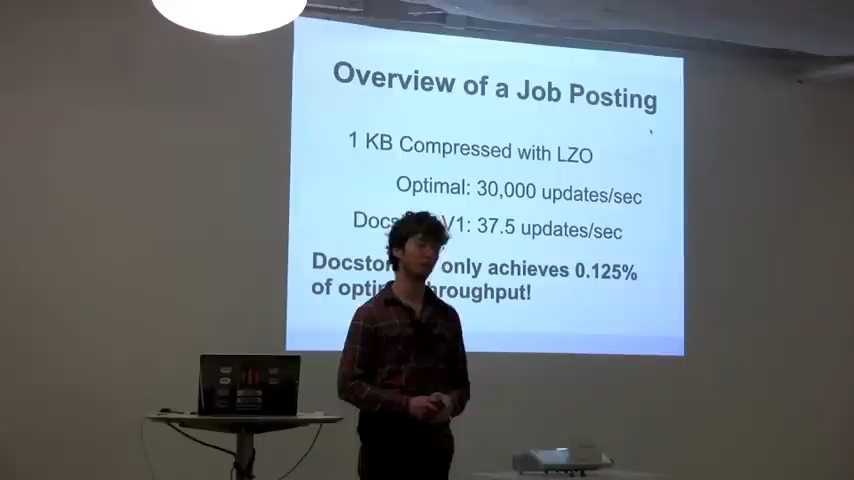 Overview of a Job Posting
1 KB Compressed with LZO
Optimal: 30,000 updates/sec
V1: 37.5 updates/sec
only achieves 0.125%
of throughput!